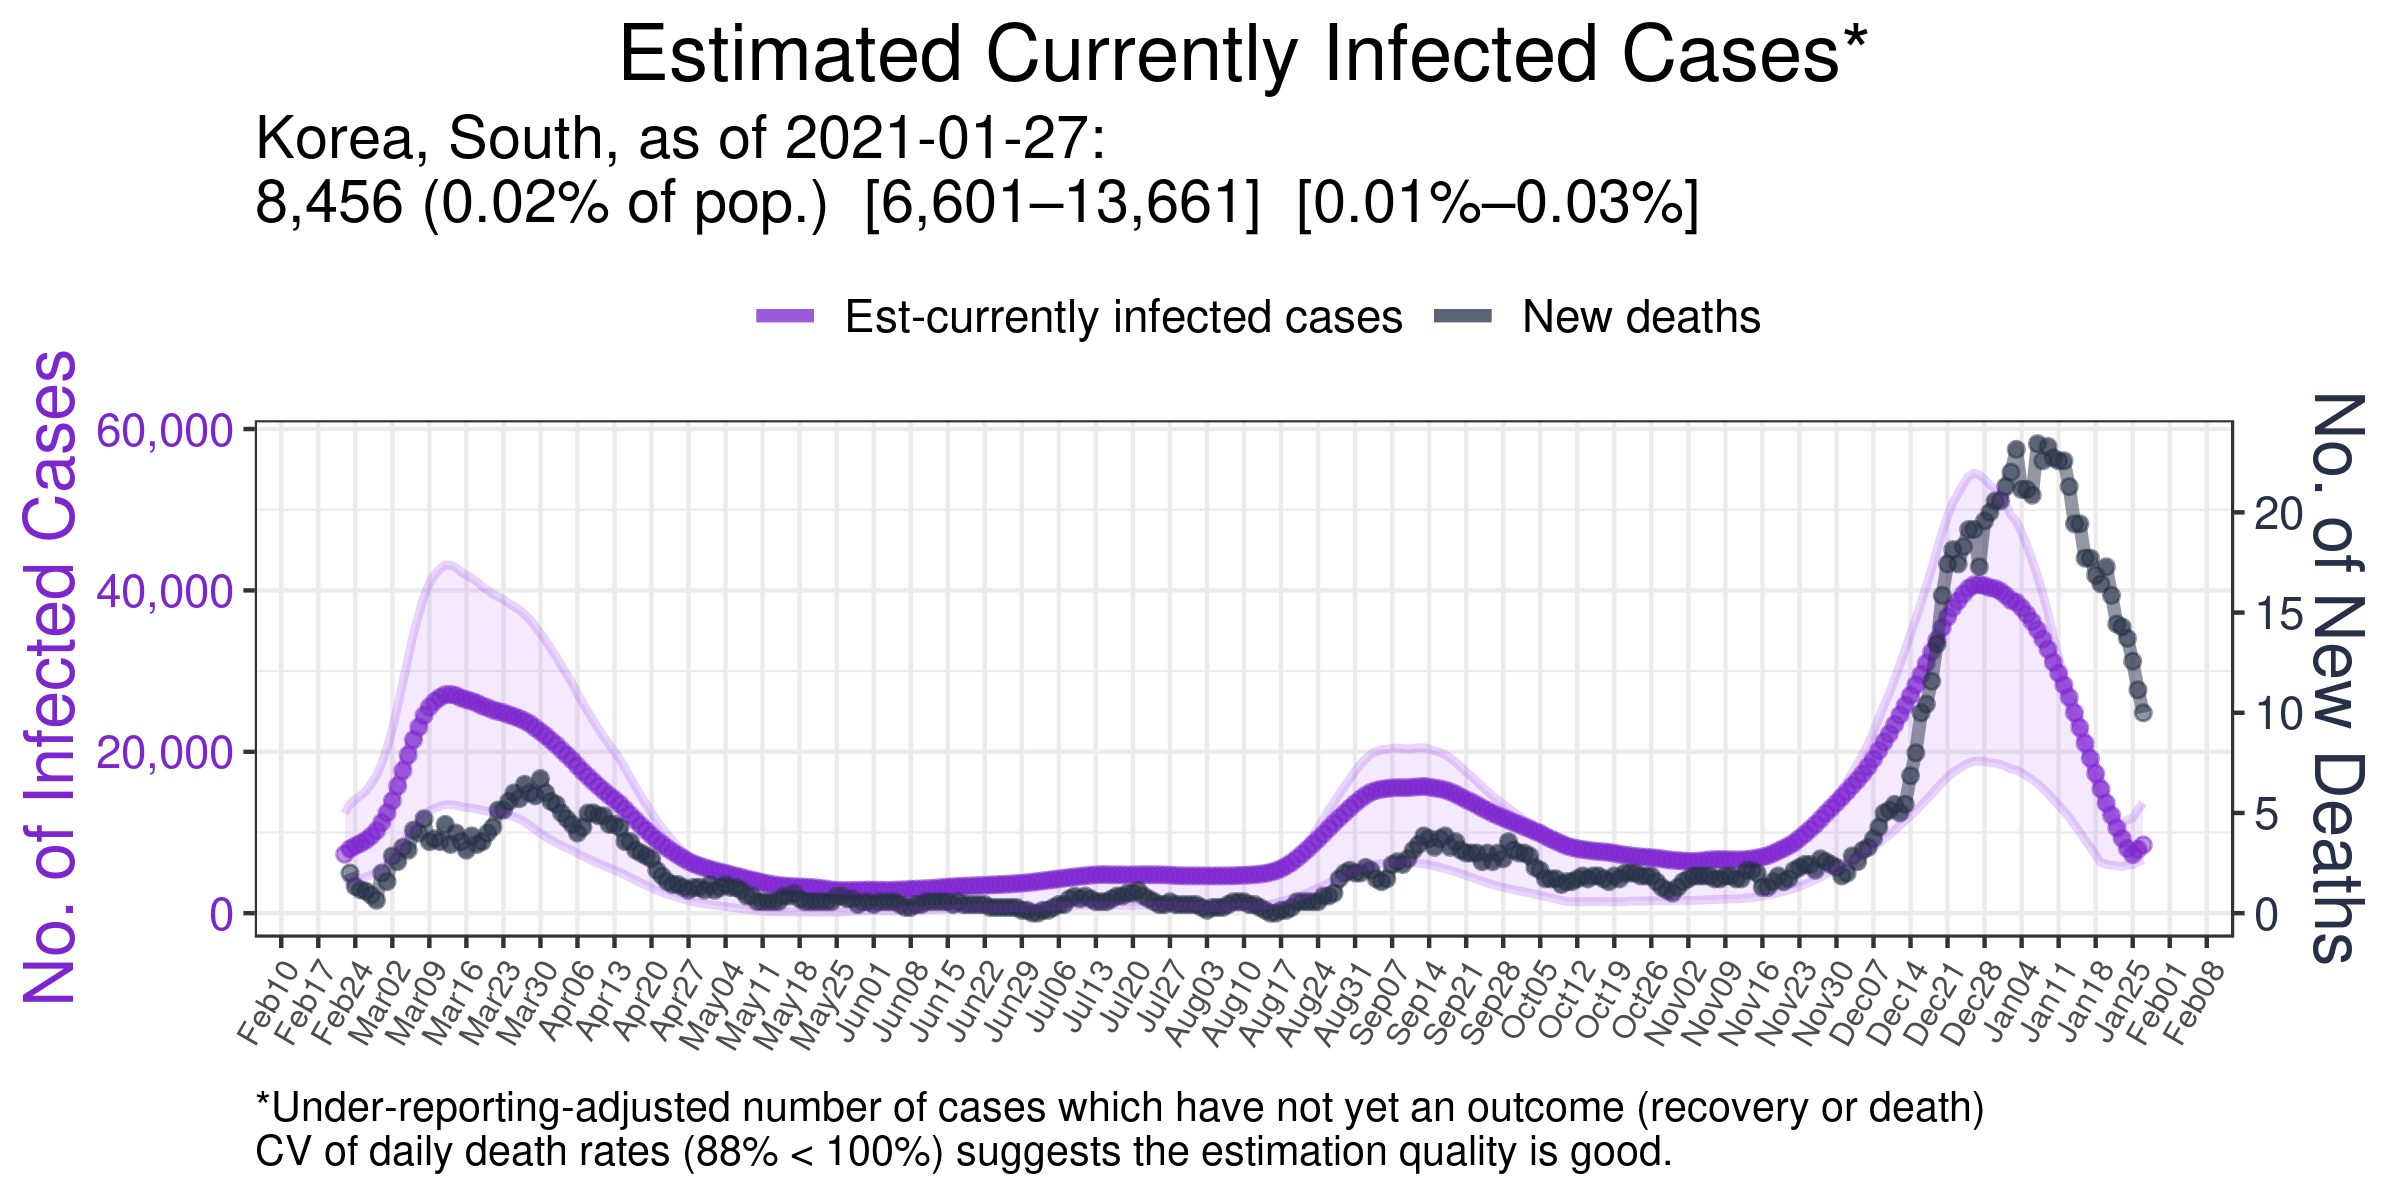 Estimated Currently Infected Cases*
Korea, South, as of 2021-01-27:
8,456 (0.02% of pop.)  [6,601–13,661]  [0.01%–0.03%]
Est-currently infected cases
New deaths
No. of Infected Cases
60,000
40,000
20,000
0
20
15
10
5
0
No. of New Deaths
Feb10
Feb17
Feb24
Mar02
Mar09
Mar16
Mar23
Mar30
Apr06
Apr13
Apr20
Apr27
May04
May11
May18
May25
Jun01
Jun08
Jun15
Jun22
Jun29
Jul06
Jul13
Jul20
Jul27
Aug03
Aug10
Aug17
Aug24
Aug31
Sep07
Sep14
Sep21
Sep28
Oct05
Oct12
Oct19
Oct26
Nov02
Nov09
Nov16
Nov23
Nov30
Dec07
Dec14
Dec21
Dec28
Jan04
Jan11
Jan18
Jan25
Feb01
Feb08
*Under-reporting-adjusted number of cases which have not yet an outcome (recovery or death)
CV of daily death rates (88% < 100%) suggests the estimation quality is good.